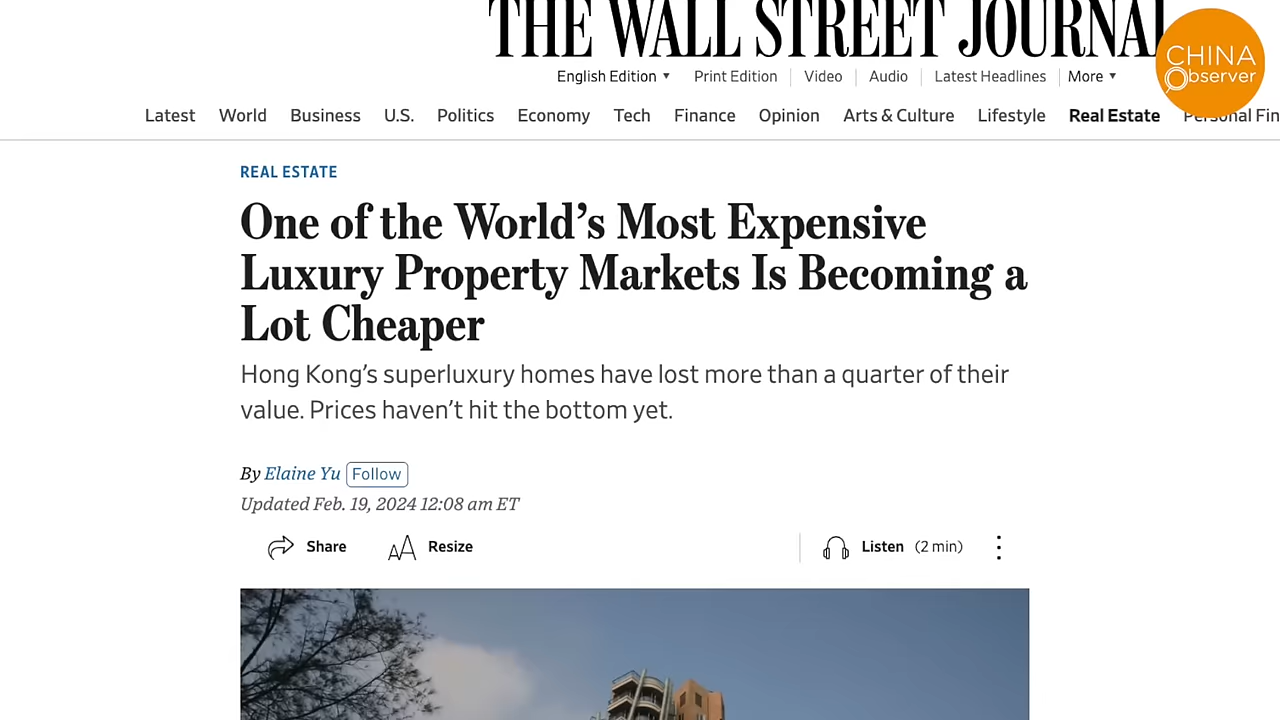 THE WALL STREET JOURNAL
CHINA
Observer
English Edition Print Edition Video Audio Latest Headlines More
Latest World Business U.S. Politics Economy Tech Finance Opinion Arts & Culture Lifestyle Real Estate Personal Fin
REAL ESTATE
One of the World’s Most Expensive
Luxury Property Markets Is Becoming a
Lot Cheaper
Hong Kong’s superluxury homes have lost more than a quarter of their
value. Prices haven’t hit the bottom yet.
By Elaine Yu Follow
Updated Feb. 19, 2024 12:08 am ET
Share AA Resize Listen (2 min)